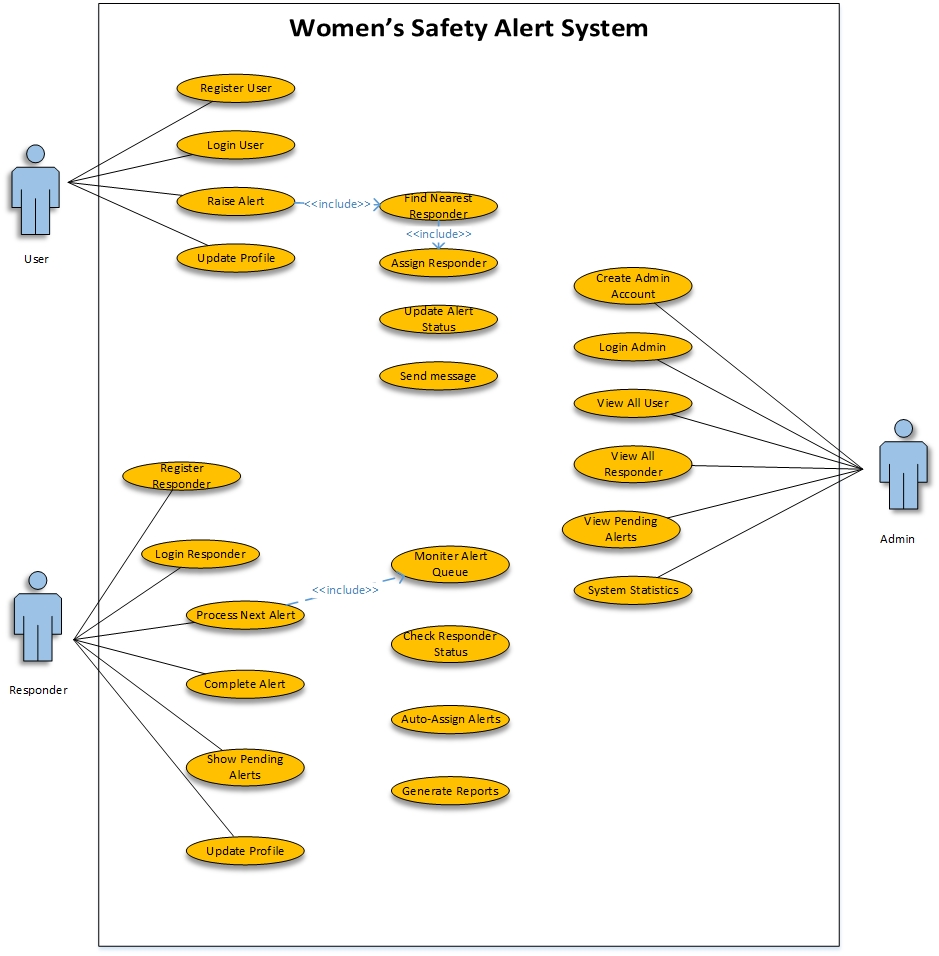 Women's Safety Alert System
Register User
Login User
Raise Alert
<<include>>
Find Nearest
Responder
<<include>>
Update Profile
Assign Responder
User
Create Admin
Account
Update Alert
Status
Login Admin
Send message
View All User
View All
Responder
Register
Responder
View Pending
Alerts
Admin
Login Responder
Moniter Alert
Queue
<<include>>
System Statistics
Process Next Alert
Check Responder
Status
Responder
Complete Alert
Auto-Assign Alerts
Show Pending
Alerts
Generate Reports
Update Profile